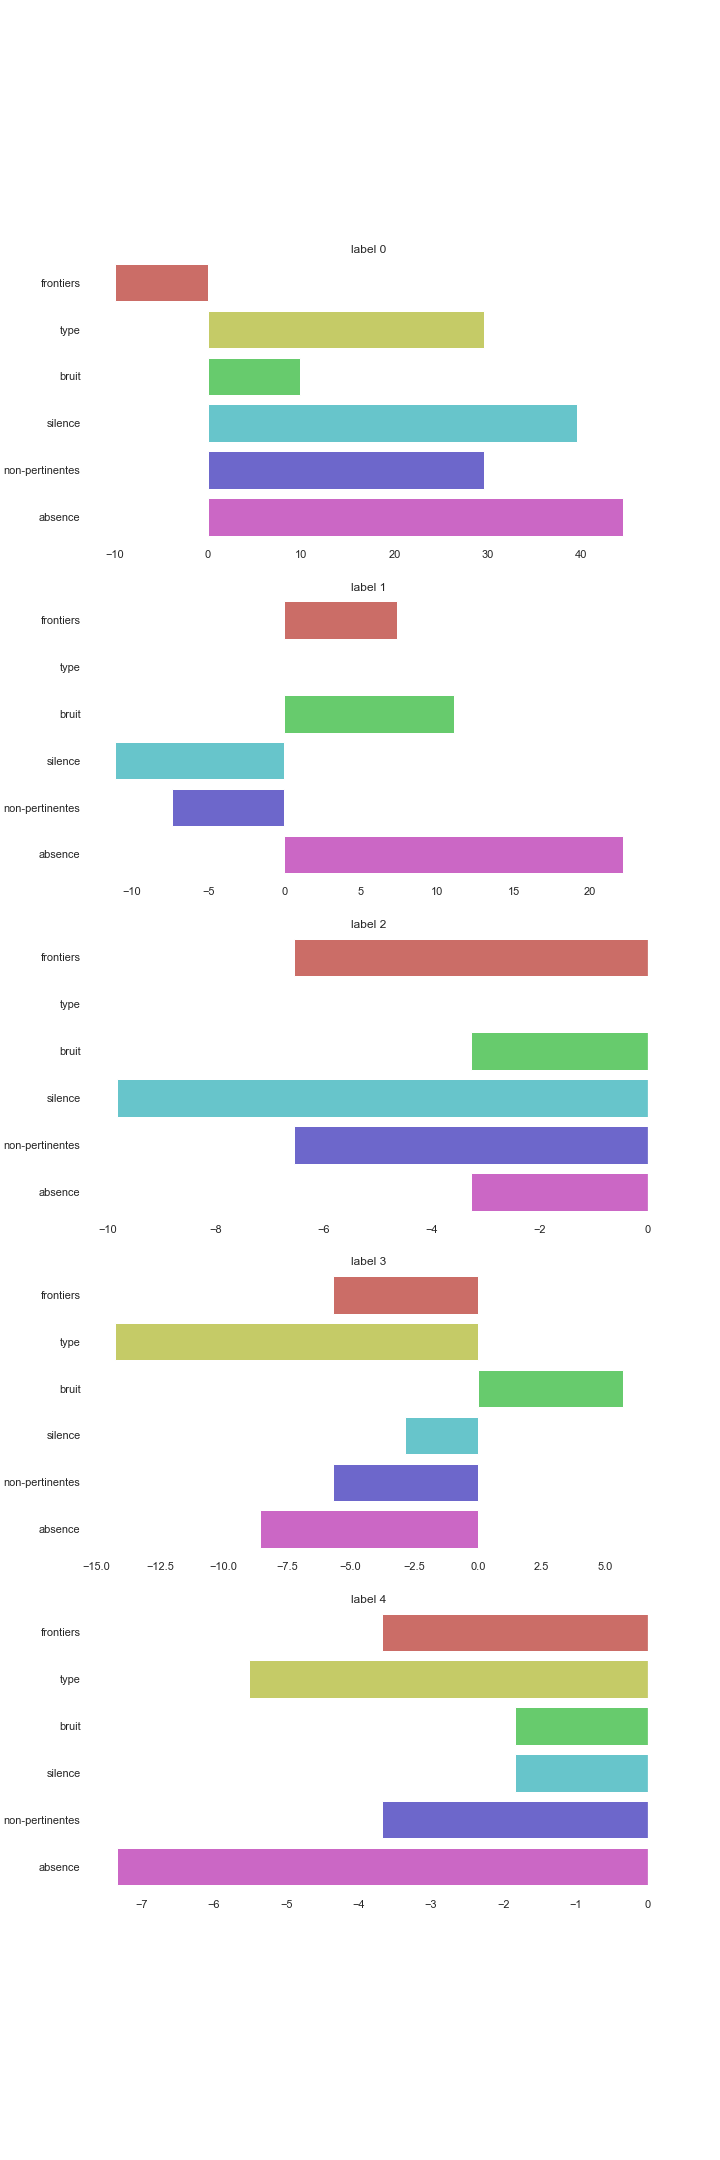 label 0
frontiers
type
bruit
silence
non-pertinentes
absence
−10 0 10 20 30 40
label 1
frontiers
type
bruit
silence
non-pertinentes
absence
−10 −5 0 5 10 15 20
label 2
frontiers
type
bruit
silence
non-pertinentes
absence
−10 −8 −6 −4 −2 0
label 3
frontiers
type
bruit
silence
non-pertinentes
absence
−15.0 −12.5 −10.0 −7.5 −5.0 −2.5 0.0 2.5 5.0
label 4
frontiers
type
bruit
silence
non-pertinentes
absence
−7 −6 −5 −4 −3 −2 −1 0